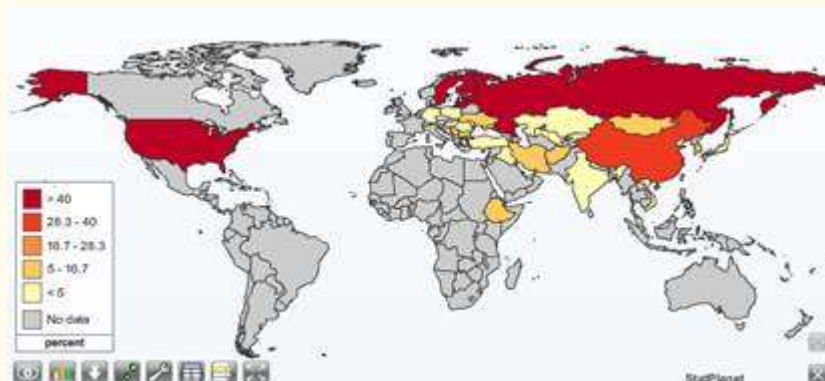 > 40
28.3 - 40
16.7 - 28.3
5 - 16.7
< 5
No data
percent
StatPlanet